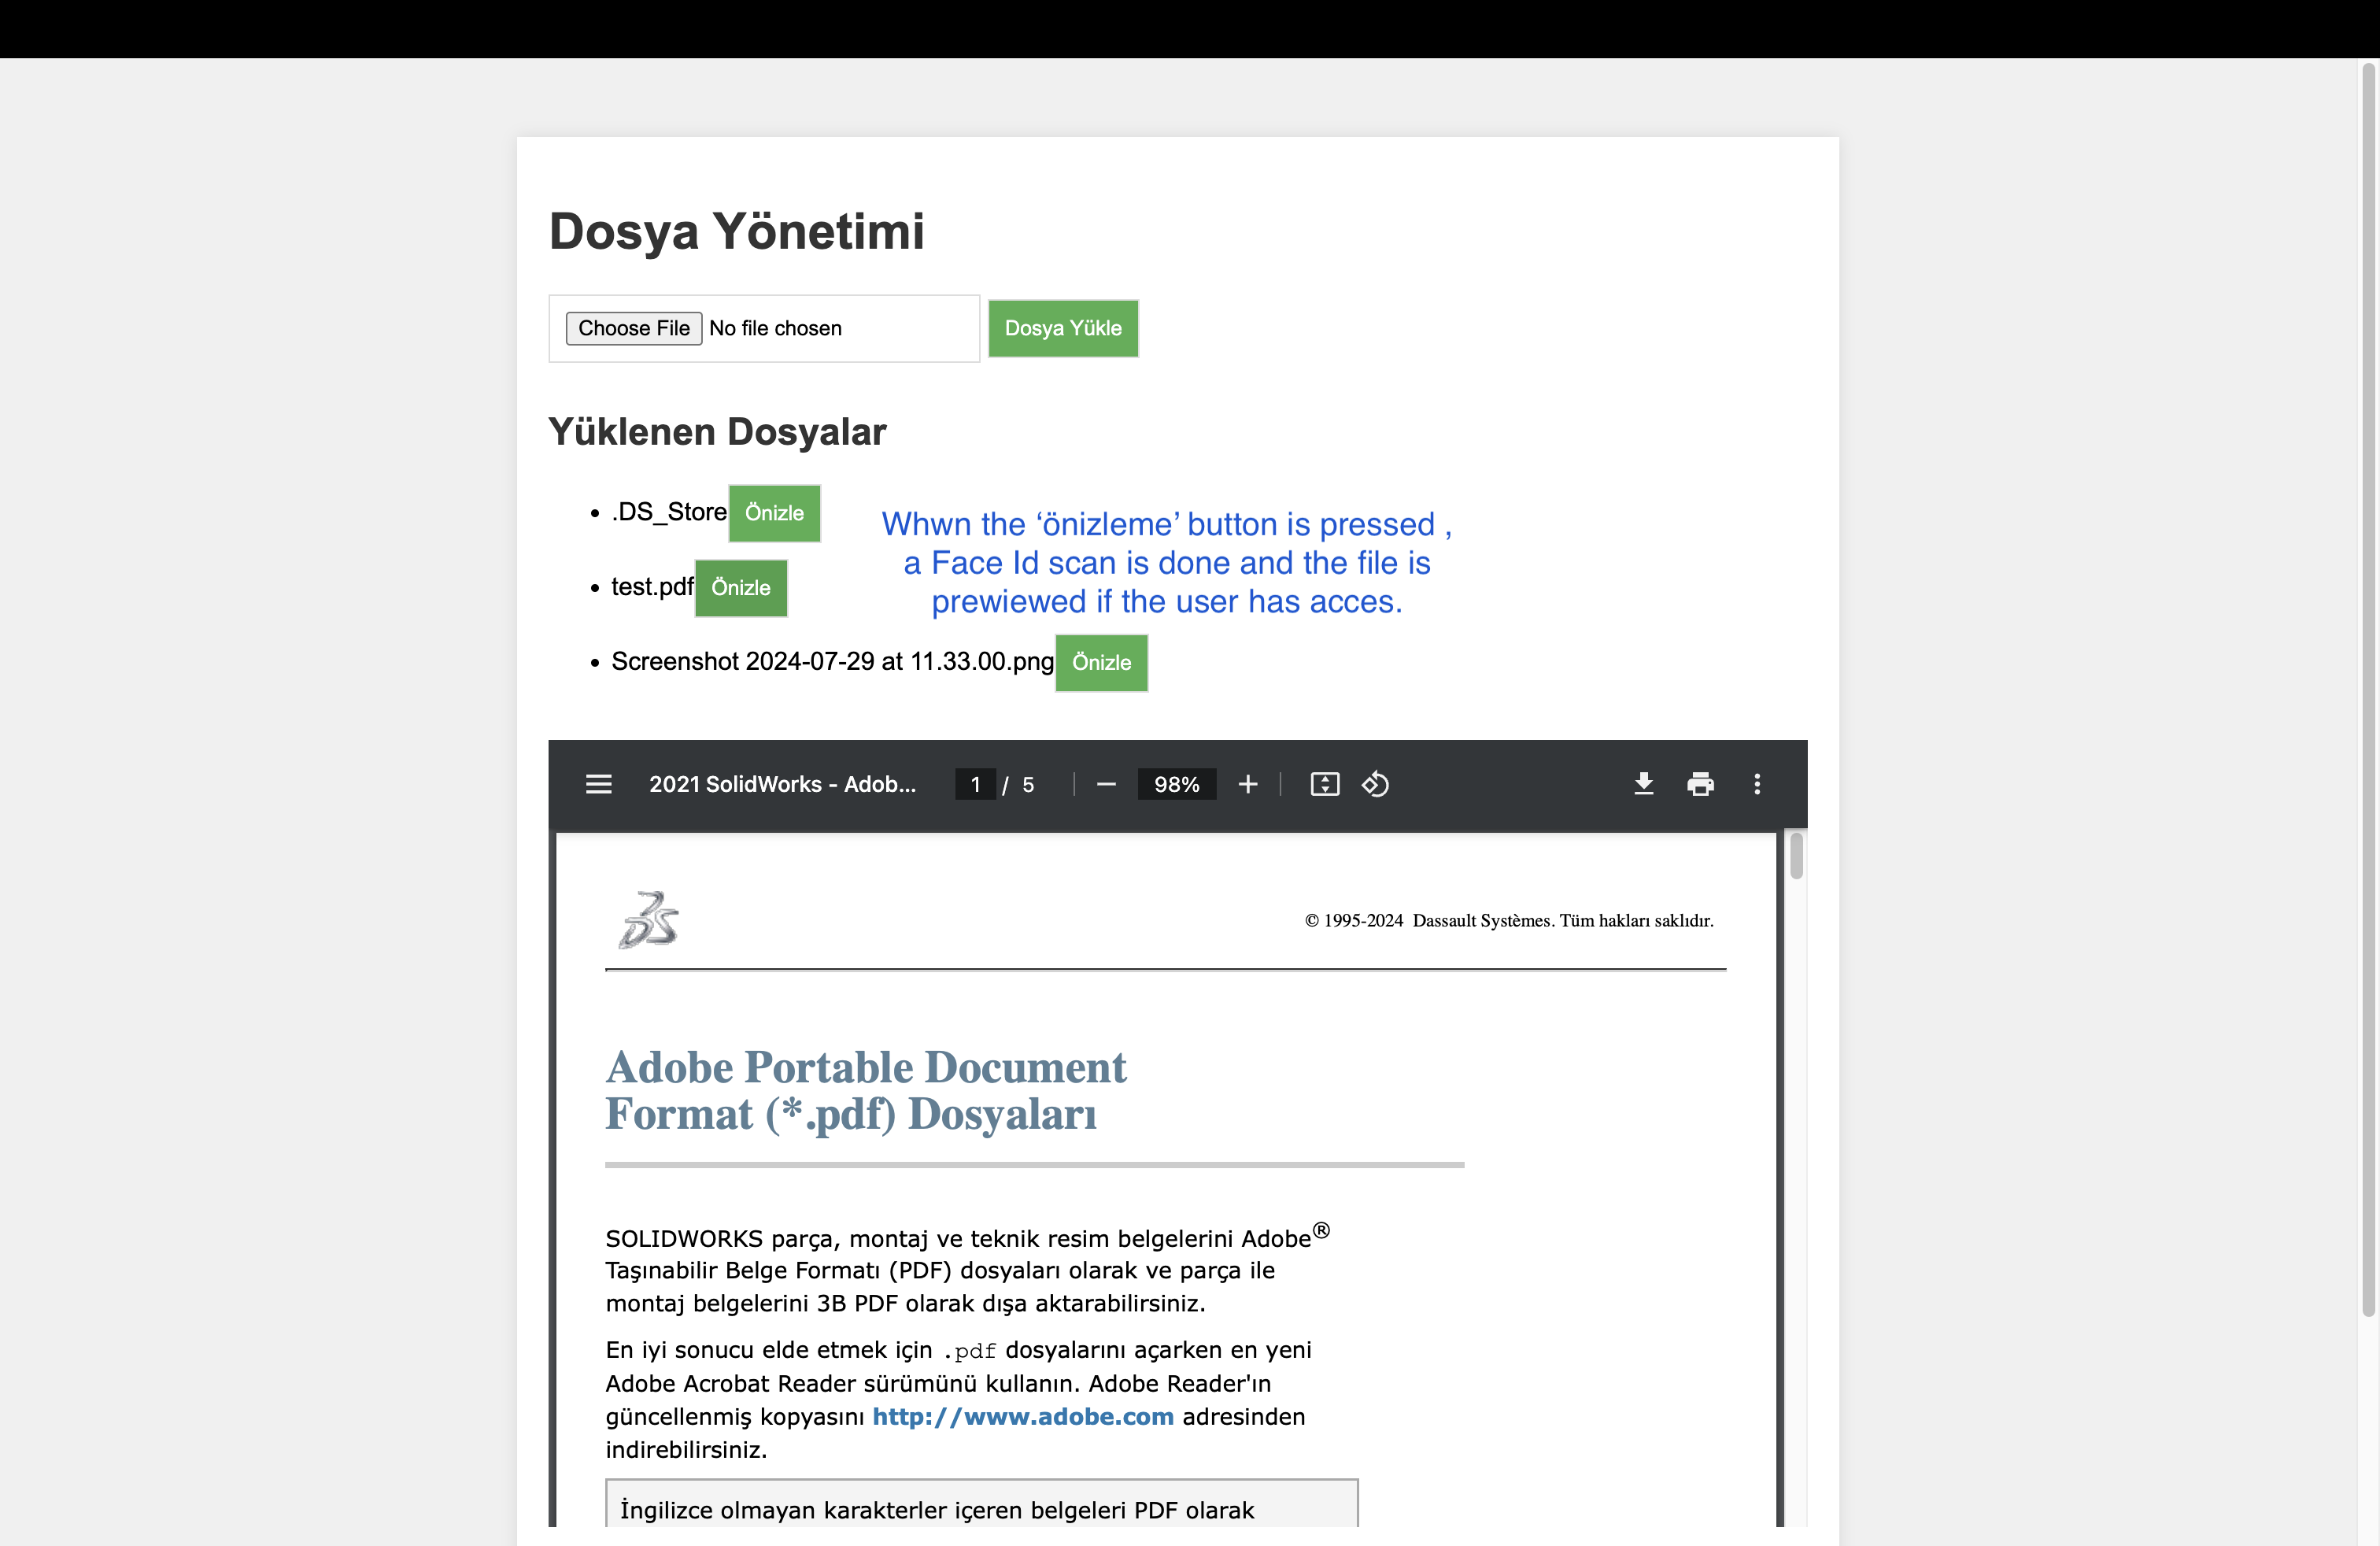 Dosya Yönetimi
Choose File No file chosen Dosya Yükle
Yüklenen Dosyalar
.DS_Store Önizle
Whwn the ‘önizleme’ button is pressed ,
a Face Id scan is done and the file is
prewiewed if the user has acces.
test.pdf Önizle
Screenshot 2024-07-29 at 11.33.00.png Önizle
2021 SolidWorks - Adob... 1 / 5 98%
© 1995-2024 Dassault Systèmes. Tüm hakları saklıdır.
Adobe Portable Document
Format (*.pdf) Dosyaları
SOLIDWORKS parça, montaj ve teknik resim belgelerini Adobe®
Taşınabilir Belge Formatı (PDF) dosyaları olarak ve parça ile
montaj belgelerini 3B PDF olarak dışa aktarabilirsiniz.
En iyi sonucu elde etmek için .pdf dosyalarını açarken en yeni
Adobe Acrobat Reader sürümünü kullanın. Adobe Reader'ın
güncellenmiş kopyasını http://www.adobe.com adresinden
indirebilirsiniz.
İngilizce olmayan karakterler içeren belgeleri PDF olarak